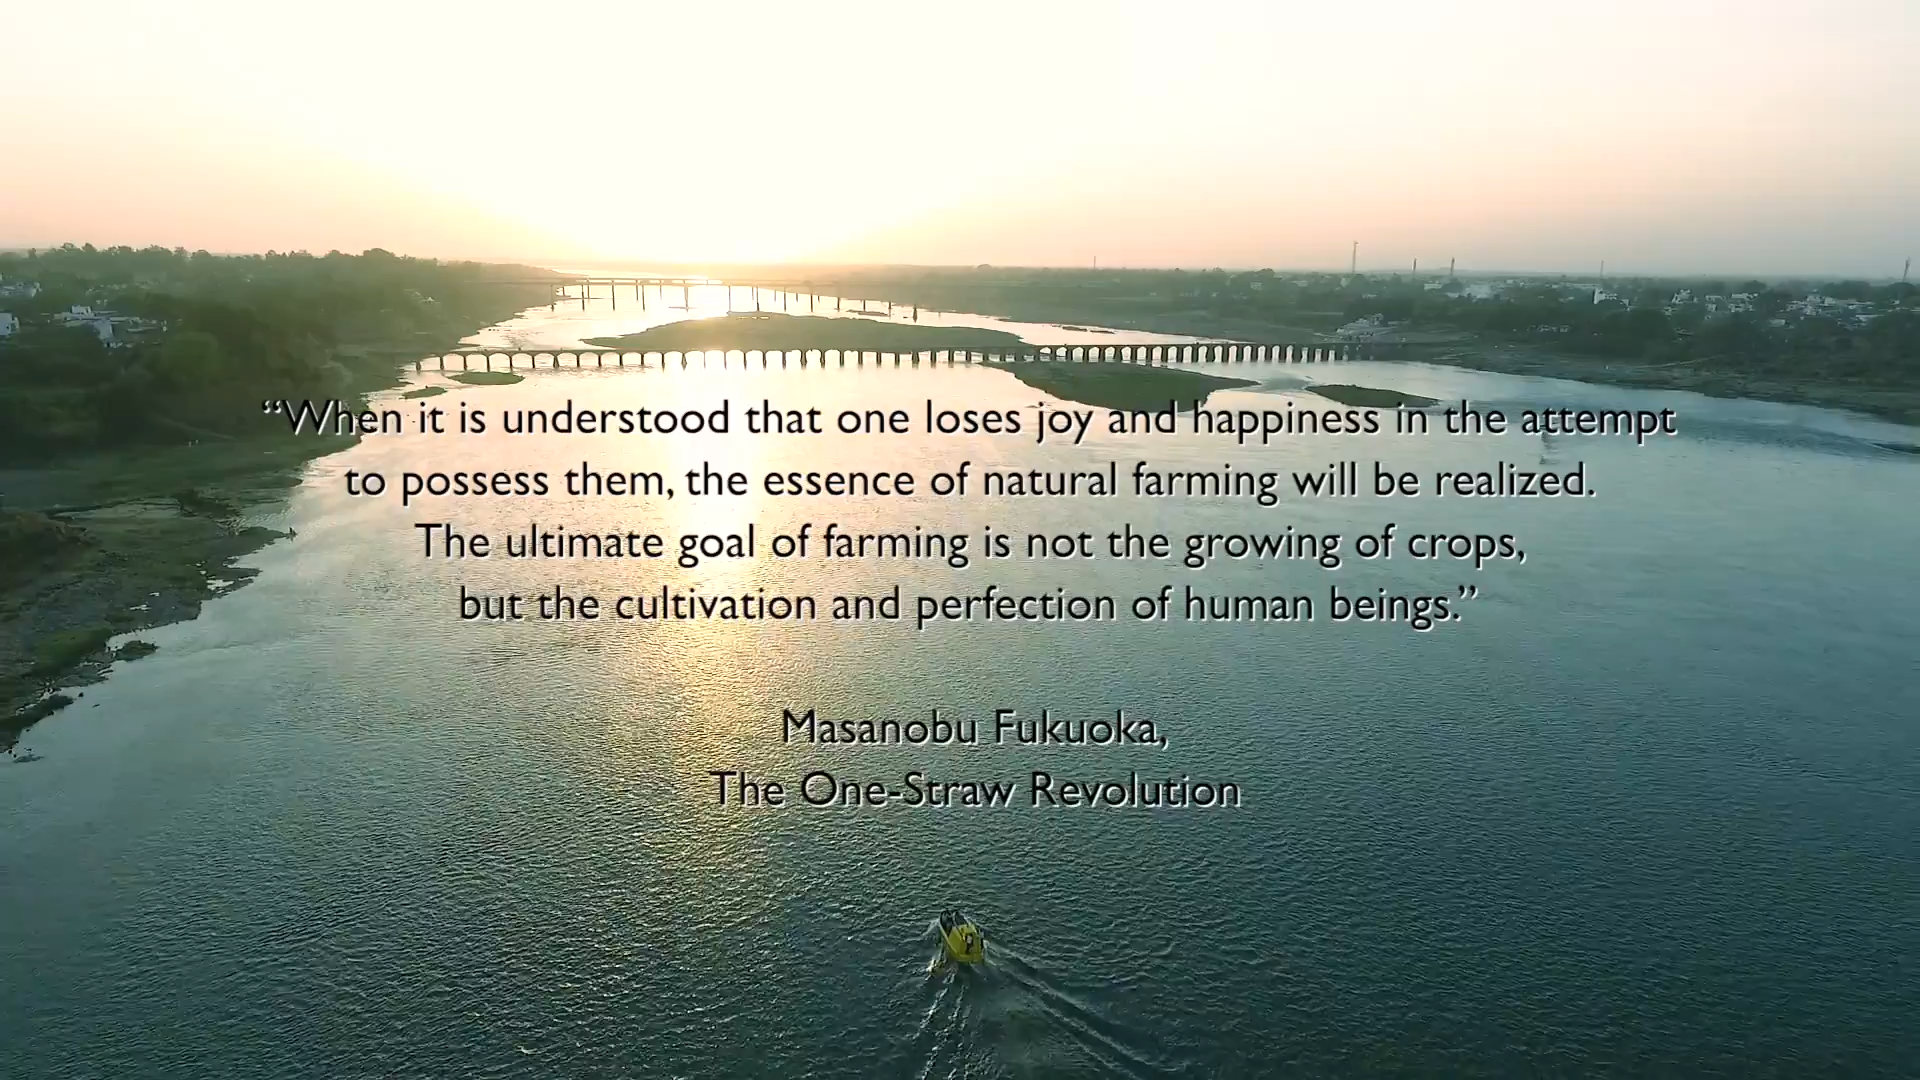 “When it is understood that one loses joy and happiness in the attempt
to possess them, the essence of natural farming will be realized.
The ultimate goal of farming is not the growing of crops,
but the cultivation and perfection of human beings.”
Masanobu Fukuoka,
The One-Straw Revolution